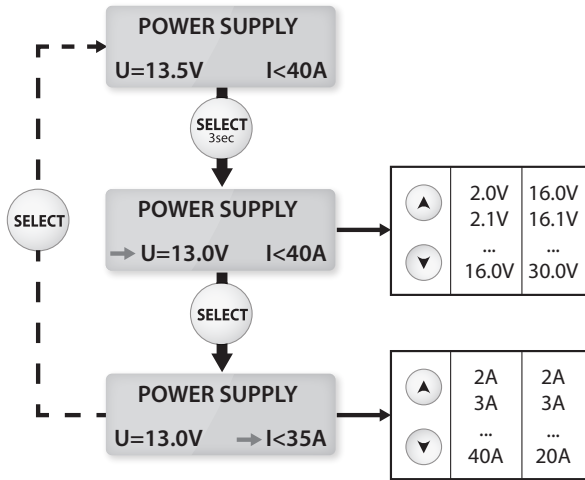 POWER SUPPLY
U=13.5V I<40A
SELECT
3sec
POWER SUPPLY
U=13.0V I<40A
2.0V 16.0V
2.1V 16.1V
... ...
16.0V 30.0V
SELECT
SELECT
POWER SUPPLY
U=13.0V I<35A
2A 2A
3A 3A
... ...
40A 20A